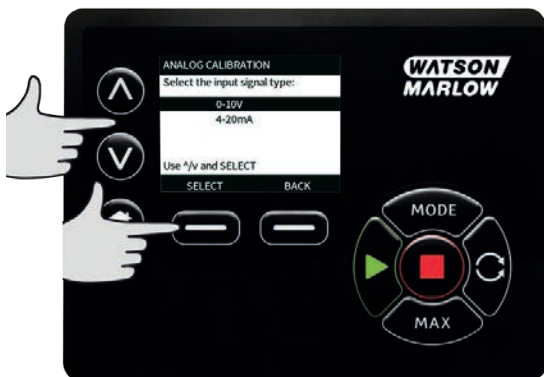 ANALOG CALIBRATION
Select the input signal type:
0-10V
4-20mA
Use ^/v and SELECT
SELECT BACK
WATSON
MARLOW
MODE
MAX